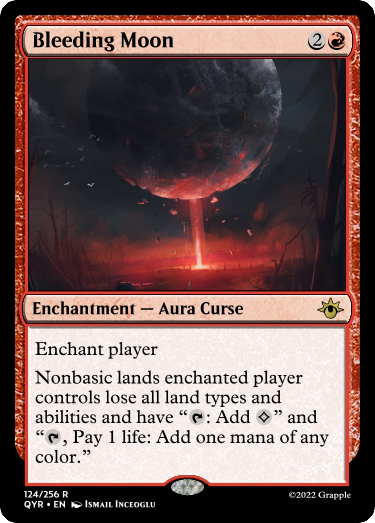 Bleeding Moon 2
Enchantment — Aura Curse
Enchant player
Nonbasic lands enchanted player
controls lose all land types and
abilities and have “: Add ” and
“, Pay 1 life: Add one mana of any
color.”
124/256 R
QYR • EN Ismail Inceoglu
©2022 Grapple